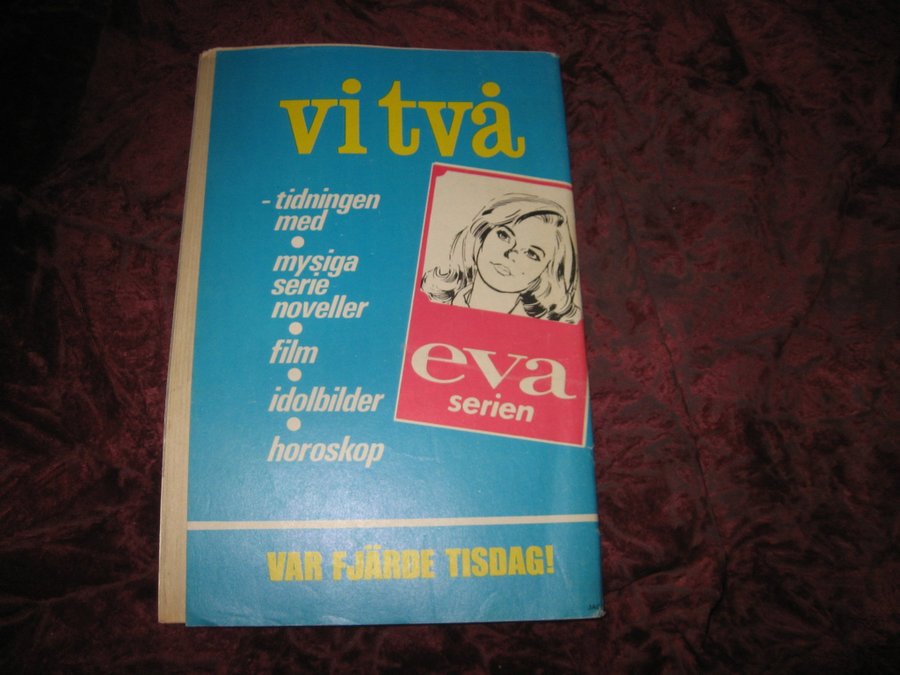 vi två
- tidningen
med
mysiga
serie
noveller
film
idolbilder
horoskop
eva
serien
VAR FJÄRDE TISDAG!